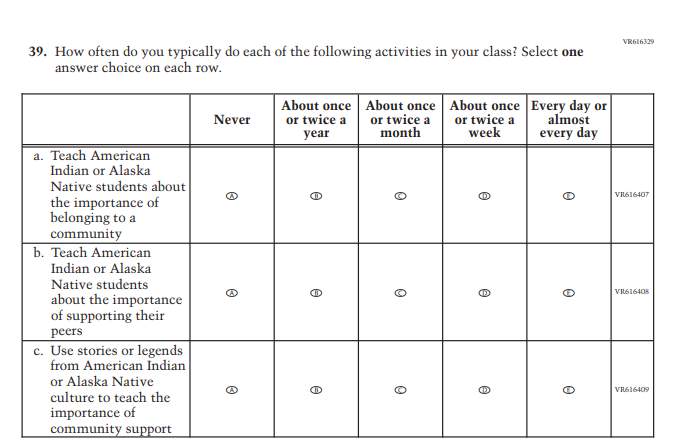 VR616329
39. How often do you typically do each of the following activities in your class? Select one
answer choice on each row.
Never
About once
or twice a
year
About once
or twice a
month
About once
or twice a
week
Every day or
almost
every day
a. Teach American
Indian or Alaska
Native students about
the importance of
belonging to a
community
A B C D E VR616407
b. Teach American
Indian or Alaska
Native students
about the importance
of supporting their
peers
A B C D E VR616408
c. Use stories or legends
from American Indian
or Alaska Native
culture to teach the
importance of
community support
A B C D E VR616409